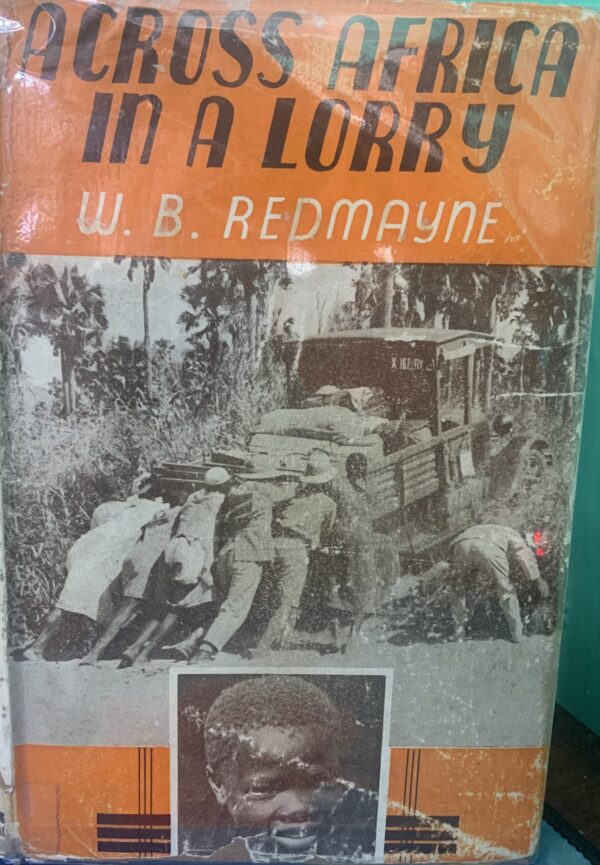 ACROSS AFRICA
IN A LORRY
W. B. REDMAYNE